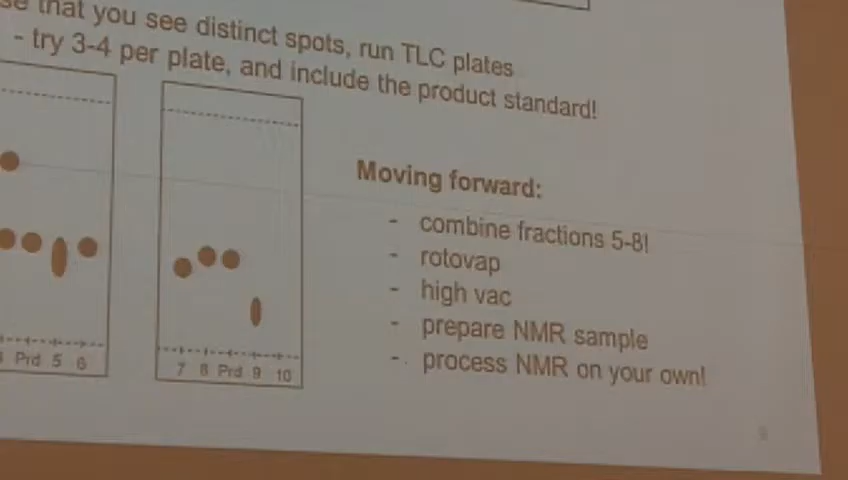 that you see distinct spots, run TLC plates
- try 3-4 per plate, and include the product standard!
Moving forward:
- combine fractions 5-8!
- rotovap
- high vac
- prepare NMR sample
- process NMR on your own!
Prd 5 6
7 8 Prd 9 10